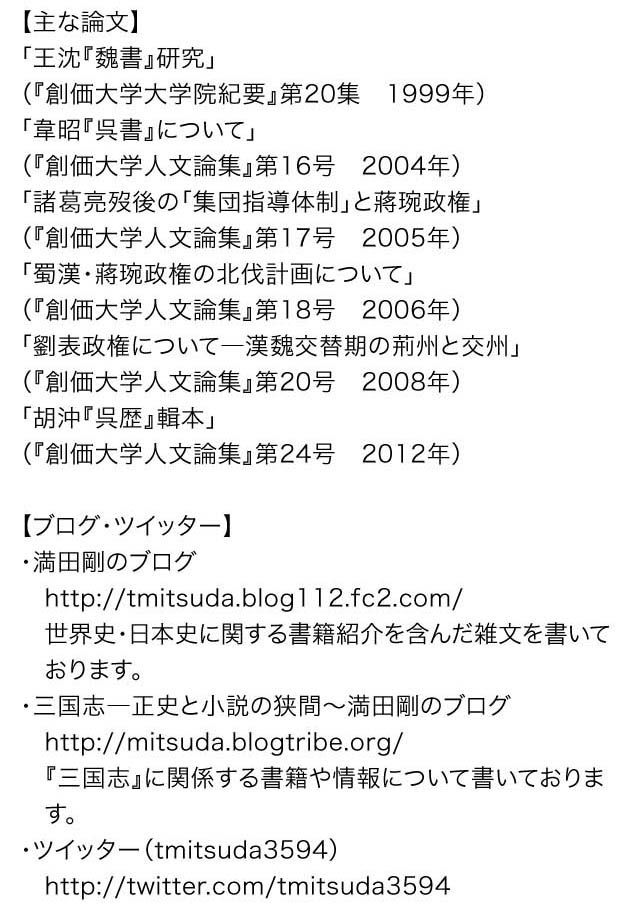 【主な論文】
「王沈『魏書』研究」
（『創価大学大学院紀要』第20集　1999年）
「韋昭『呉書』について」
（『創価大学人文論集』第16号　2004年）
「諸葛亮歿後の「集団指導体制」と蔣琬政権」
（『創価大学人文論集』第17号　2005年）
「蜀漢・蔣琬政権の北伐計画について」
（『創価大学人文論集』第18号　2006年）
「劉表政権について―漢魏交替期の荊州と交州」
（『創価大学人文論集』第20号　2008年）
「胡沖『呉歴』輯本」
（『創価大学人文論集』第24号　2012年）
【ブログ・ツイッター】
・満田剛のブログ
http://tmitsuda.blog112.fc2.com/
世界史・日本史に関する書籍紹介を含んだ雑文を書いて
おります。
・三国志―正史と小説の狭間～満田剛のブログ
http://mitsuda.blogtribe.org/
『三国志』に関係する書籍や情報について書いておりま
す。
・ツイッター（tmitsuda3594）
http://twitter.com/tmitsuda3594